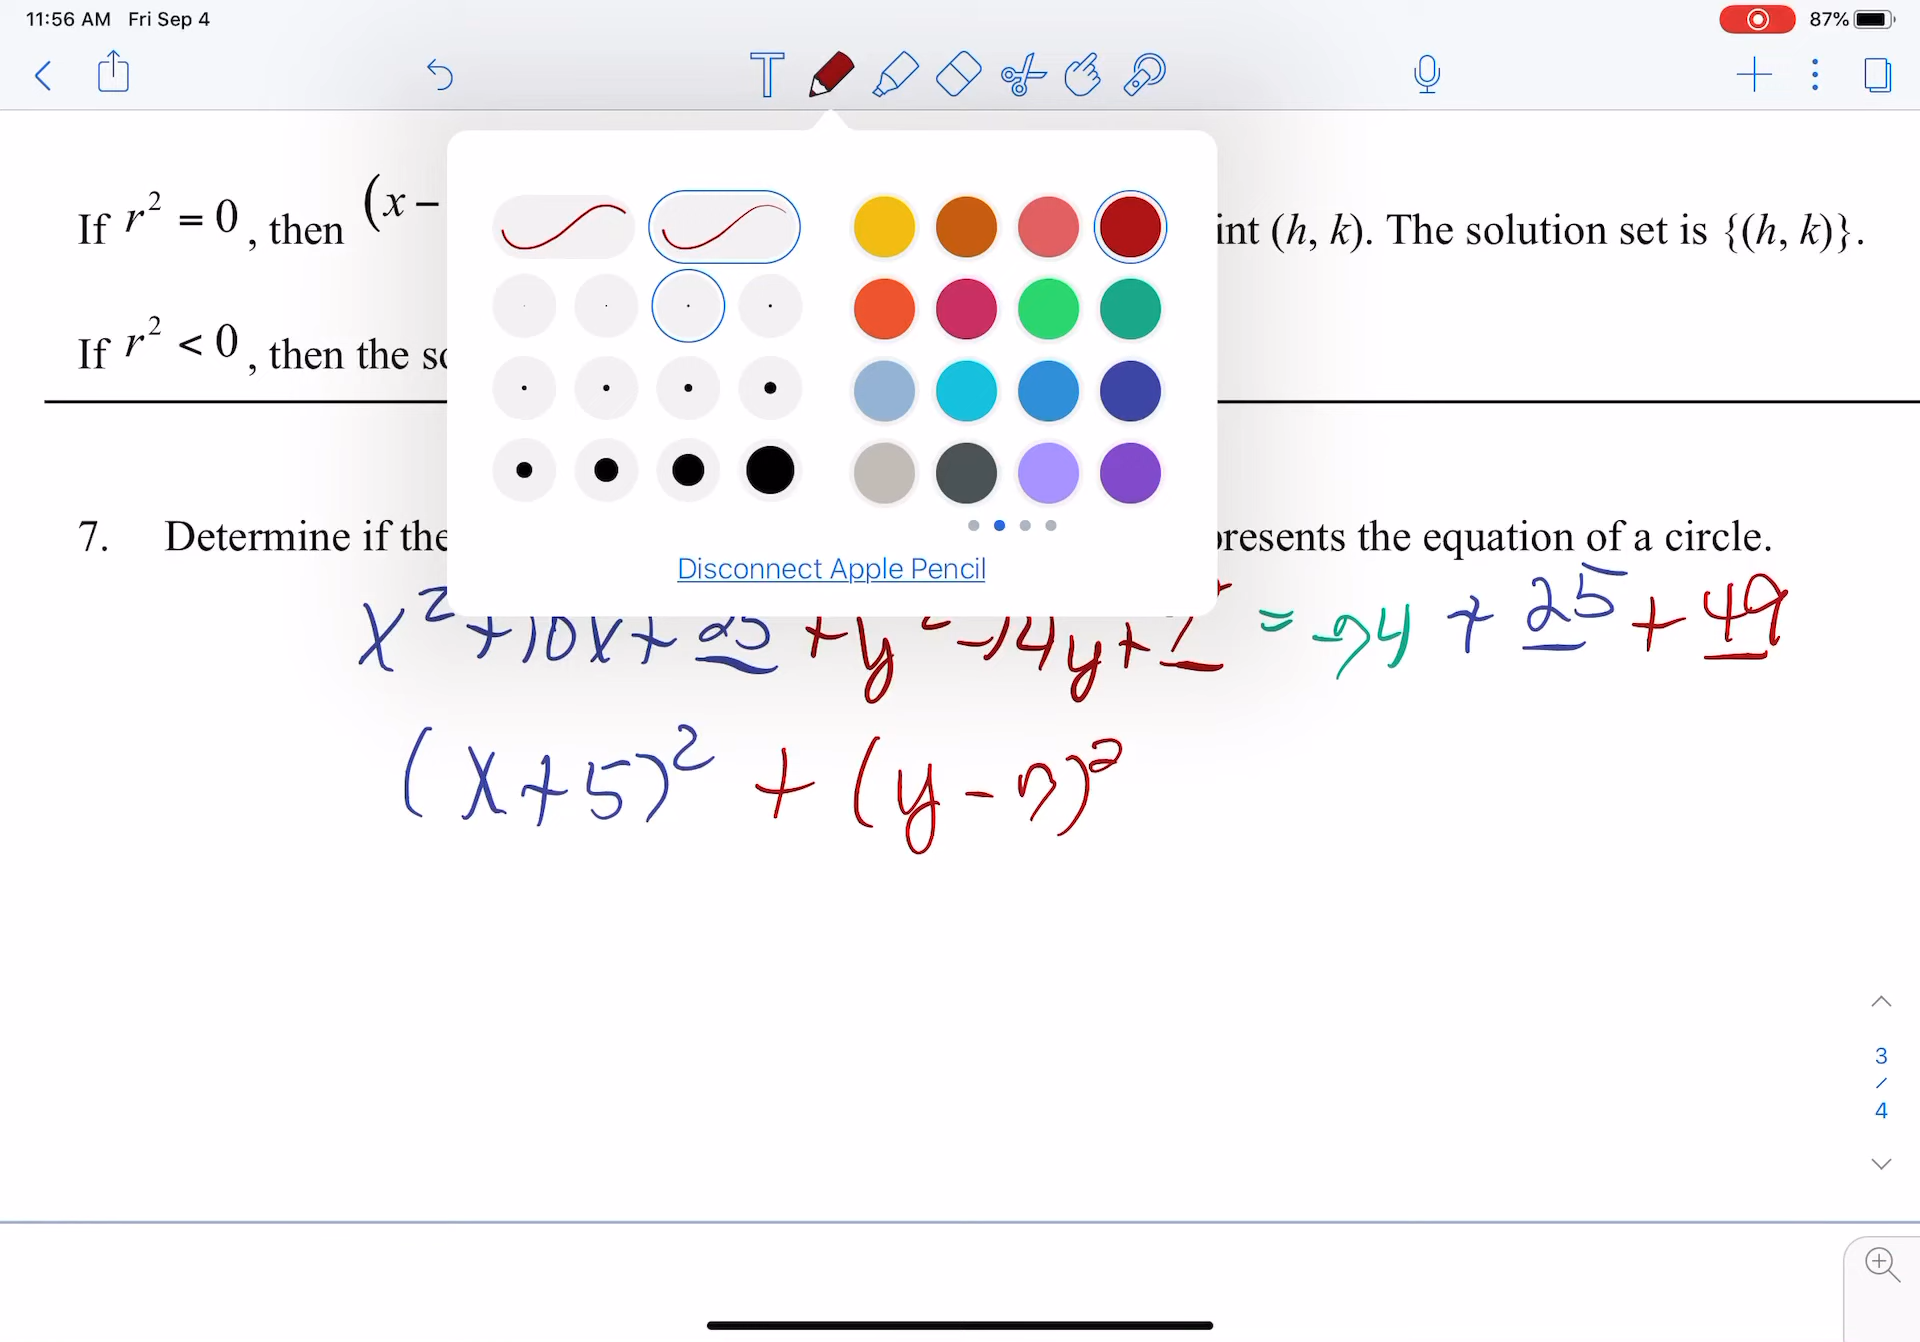 11:56 AM Fri Sep 4
87%
T
If r² = 0, then (x −
int (h, k). The solution set is {(h, k)}.
If r² < 0, then the so
Disconnect Apple Pencil
7. Determine if the
resents the equation of a circle.
x² + 10x + 25 + y² − 14y + = −74 + 25 + 49
(x + 5)² + (y − 7)²
3
/
4